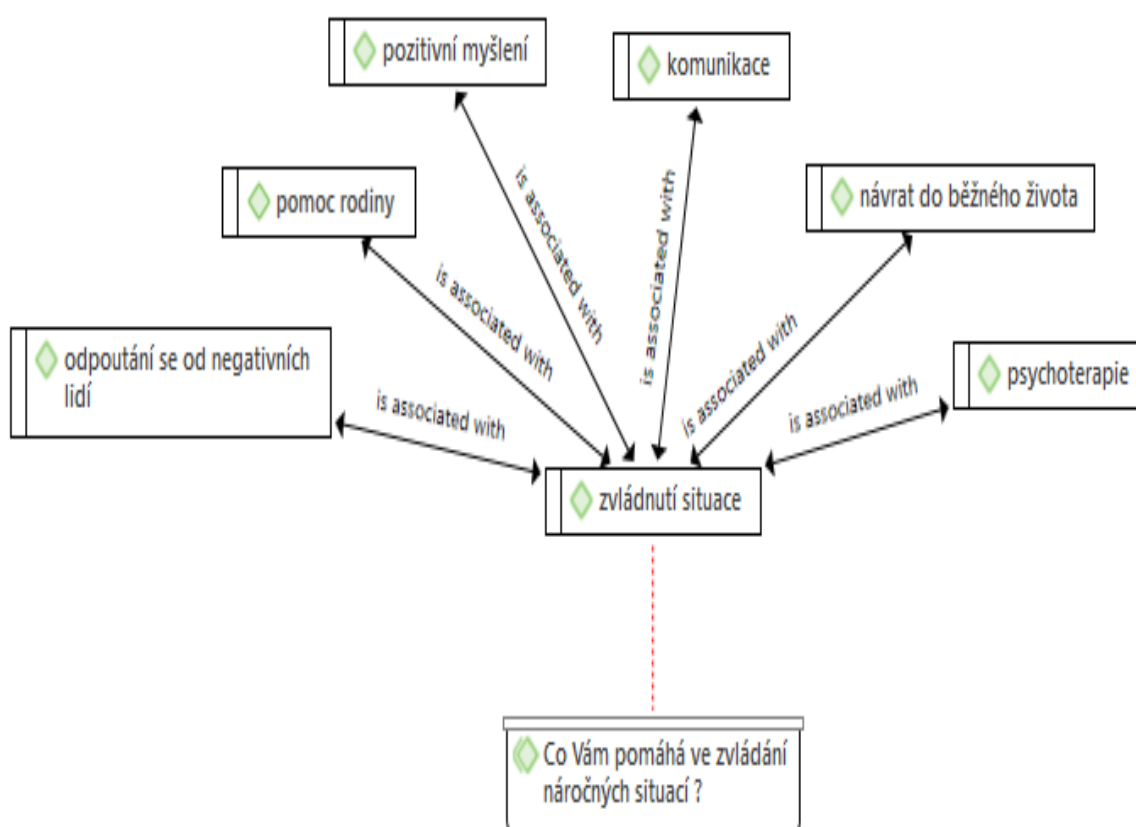 pozitivní myšlení
komunikace
pomoc rodiny
návrat do běžného života
odpoutání se od negativních
lidí
psychoterapie
is associated with
is associated with
is associated with
is associated with
is associated with
is associated with
zvládnutí situace
Co Vám pomáhá ve zvládání
náročných situací ?